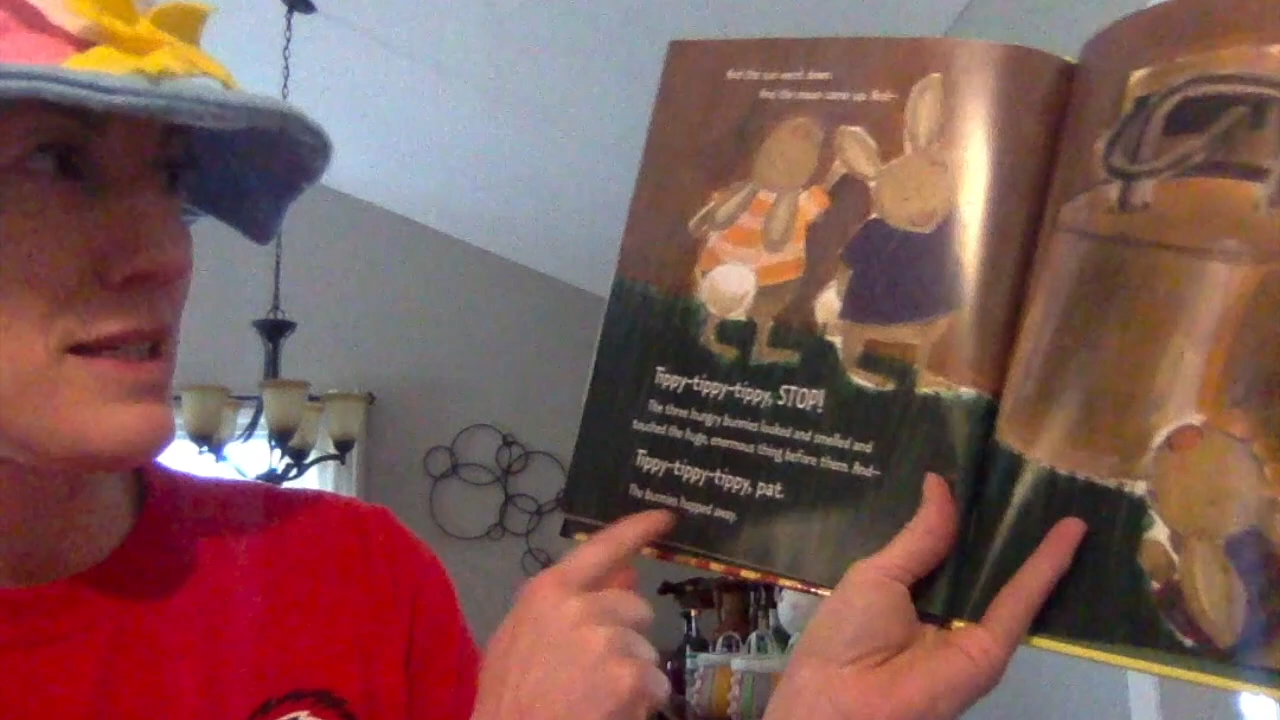 And the sun went down.
And the moon came up. And—
Tippy-tippy-tippy, STOP!
The three hungry bunnies looked and smelled and
touched the huge, enormous thing before them. And—
Tippy-tippy-tippy, pat.
The bunnies hopped away.